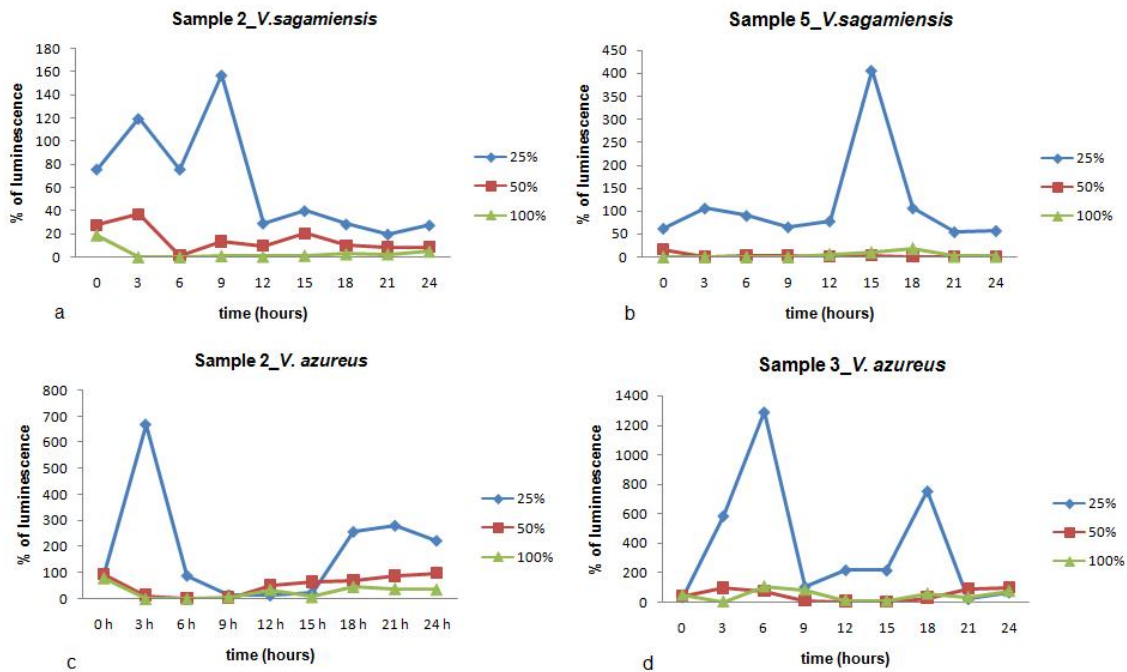 Sample 2_V.sagamiensis
180
160
140
120
100
80
60
40
20
0
% of luminescence
0 3 6 9 12 15 18 21 24
time (hours)
25%
50%
100%
a
Sample 5_V.sagamiensis
450
400
350
300
250
200
150
100
50
0
% of luminescence
0 3 6 9 12 15 18 21 24
time (hours)
25%
50%
100%
b
Sample 2_V. azureus
800
700
600
500
400
300
200
100
0
% of luminescence
0 h 3 h 6 h 9 h 12 h 15 h 18 h 21 h 24 h
time (hours)
25%
50%
100%
c
Sample 3_V. azureus
1400
1200
1000
800
600
400
200
0
% of luminnescence
0 3 6 9 12 15 18 21 24
time (hours)
25%
50%
100%
d